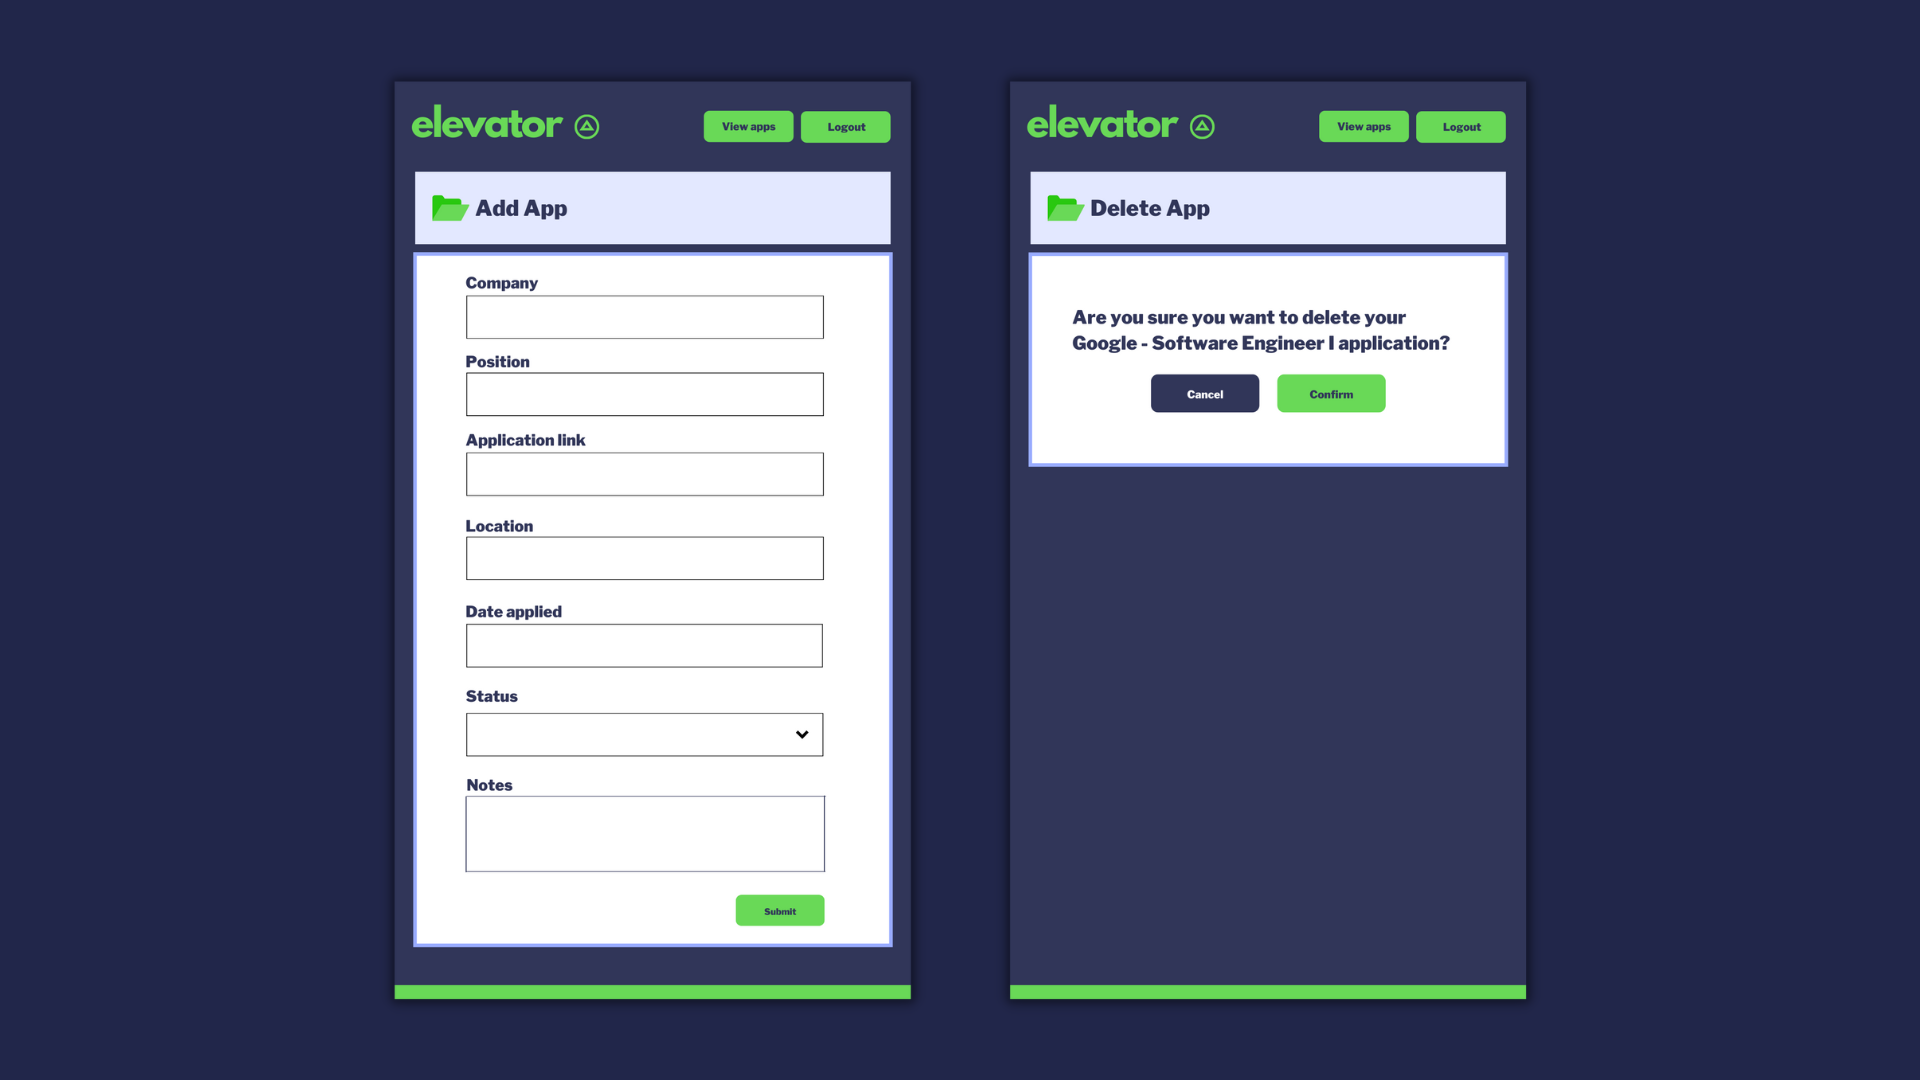 elevator
View apps
Logout
Add App
Company
Position
Application link
Location
Date applied
Status
Notes
Submit
elevator
View apps
Logout
Delete App
Are you sure you want to delete your
Google - Software Engineer I application?
Cancel
Confirm